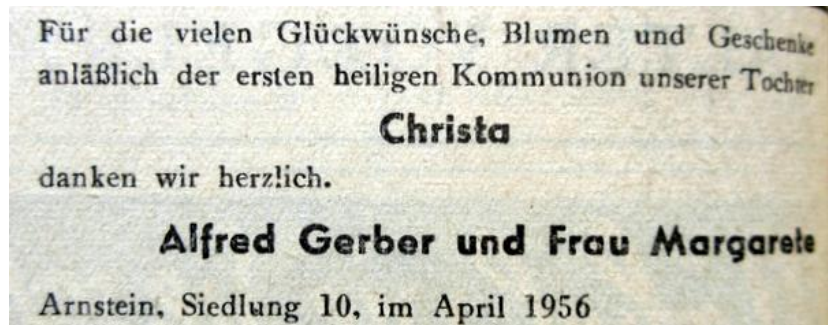 Für die vielen Glückwünsche, Blumen und Geschenke
anläßlich der ersten heiligen Kommunion unserer Tochter
Christa
danken wir herzlich.
Alfred Gerber und Frau Margarete
Arnstein, Siedlung 10, im April 1956